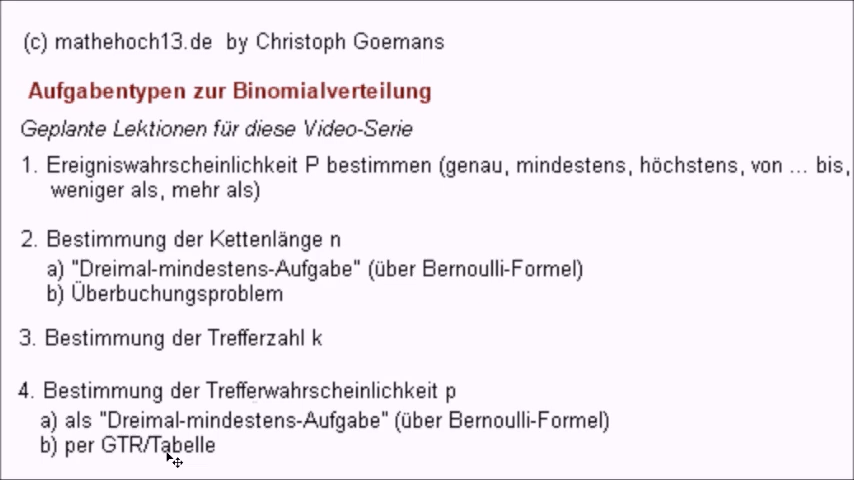 (c) mathehoch13.de by Christoph Goemans
Aufgabentypen zur Binomialverteilung
Geplante Lektionen für diese Video-Serie
1. Ereigniswahrscheinlichkeit P bestimmen (genau, mindestens, höchstens, von ... bis,
weniger als, mehr als)
2. Bestimmung der Kettenlänge n
a) "Dreimal-mindestens-Aufgabe" (über Bernoulli-Formel)
b) Überbuchungsproblem
3. Bestimmung der Trefferzahl k
4. Bestimmung der Trefferwahrscheinlichkeit p
a) als "Dreimal-mindestens-Aufgabe" (über Bernoulli-Formel)
b) per GTR/Tabelle